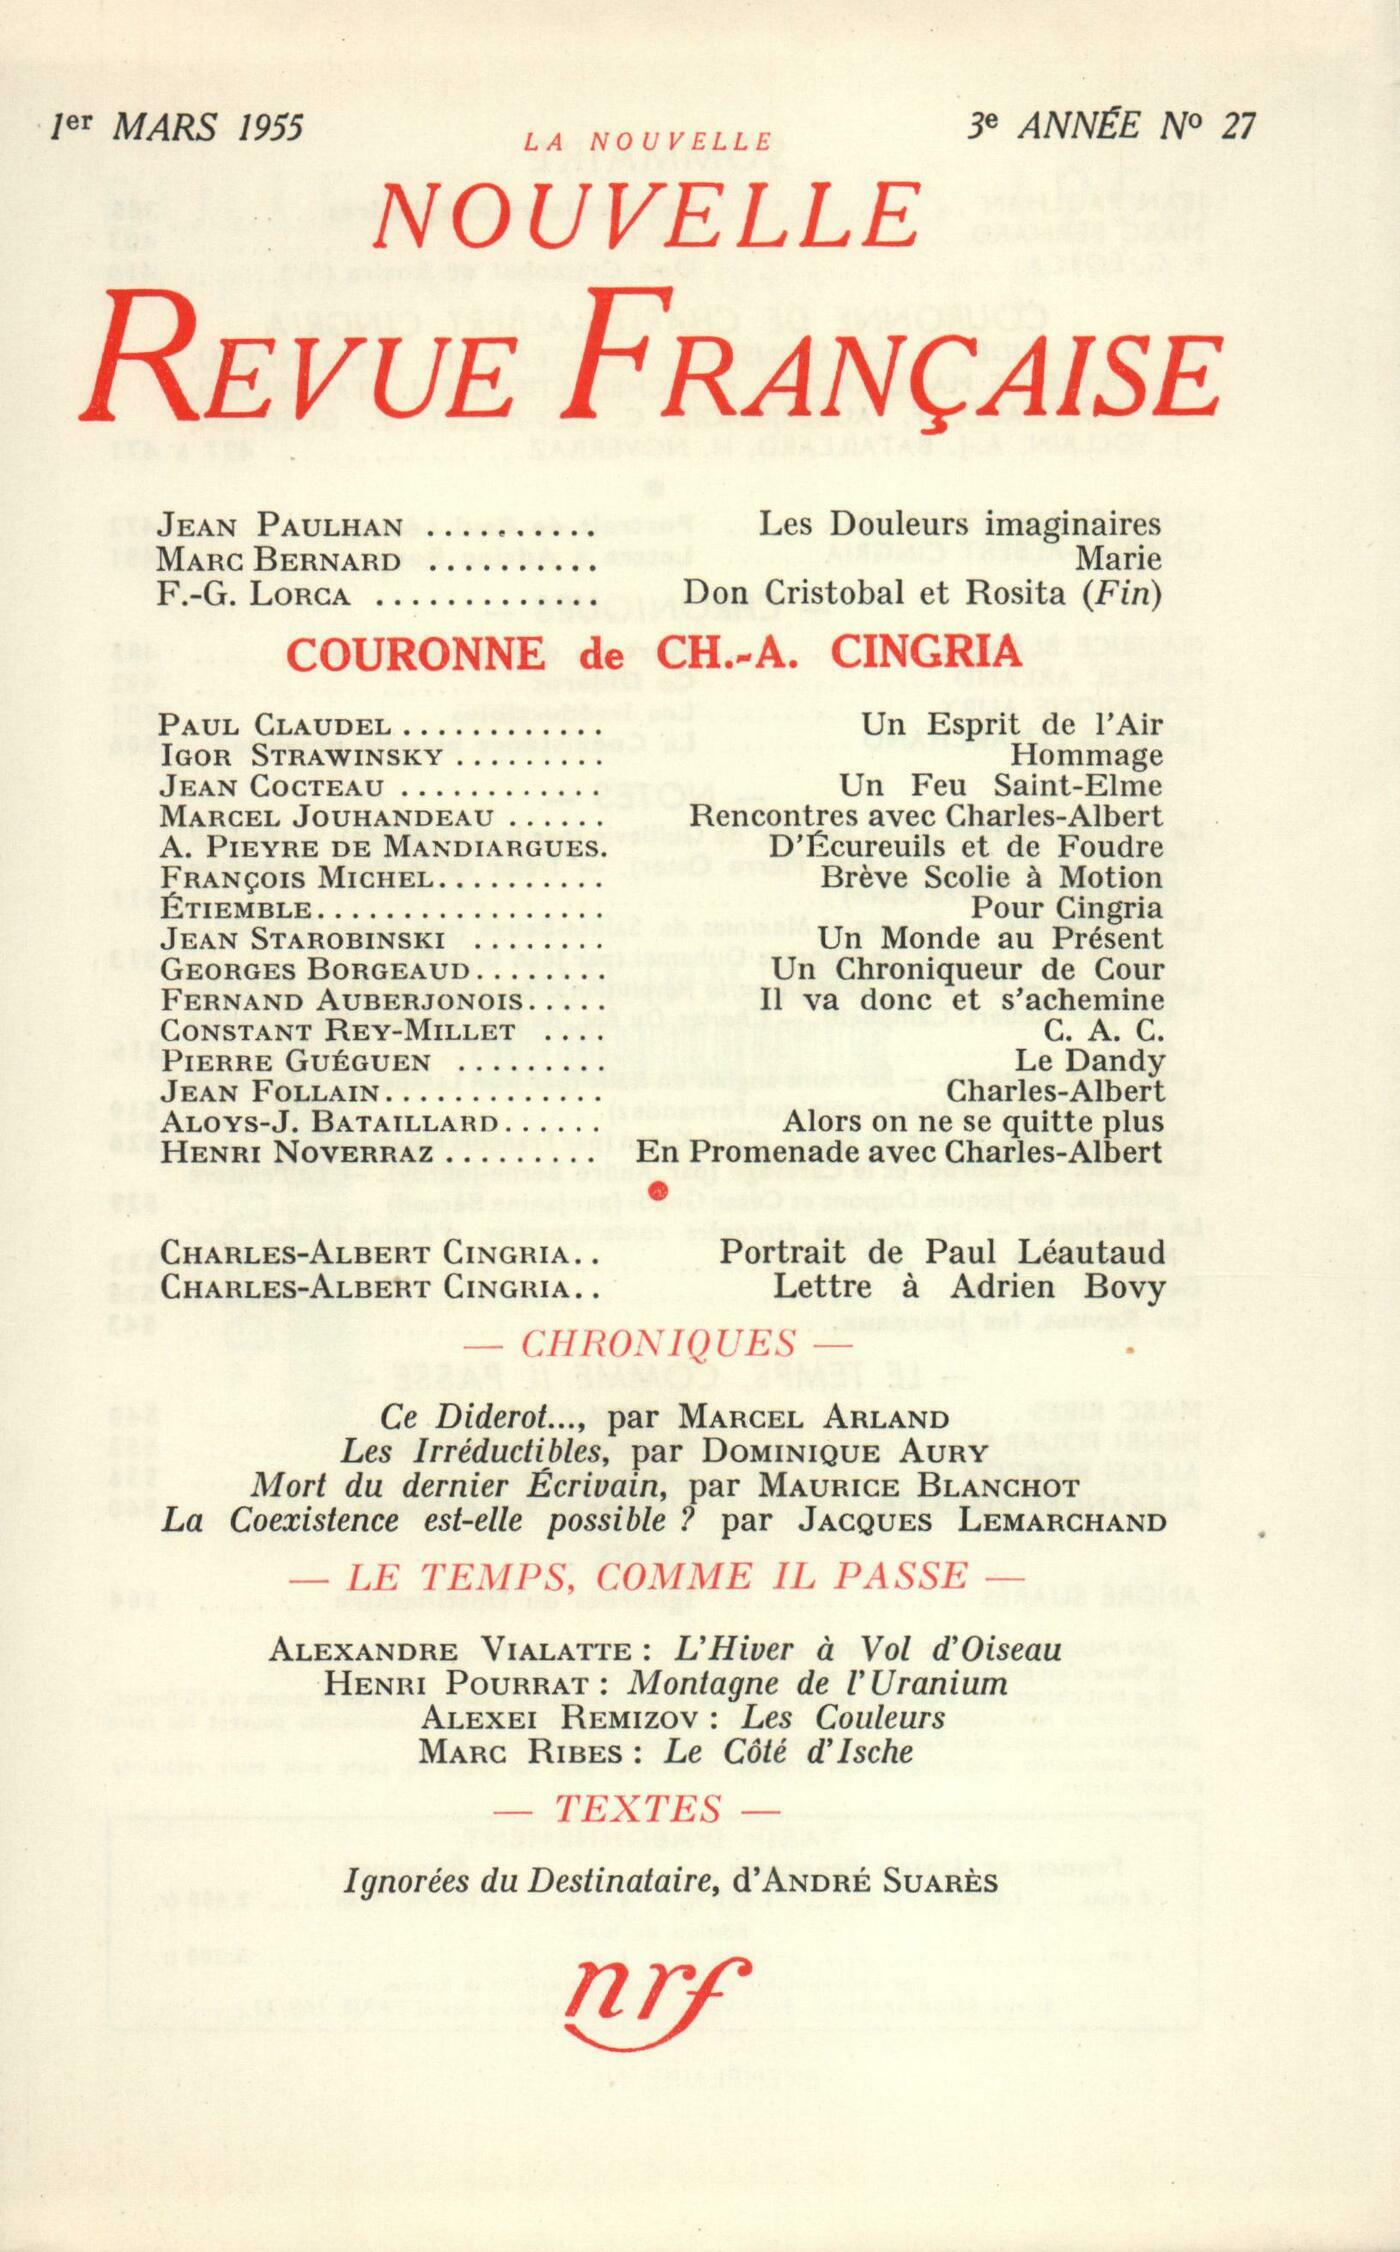 1er MARS 1955
3e ANNÉE No 27
LA NOUVELLE
NOUVELLE
REVUE FRANÇAISE
JEAN PAULHAN .......... Les Douleurs imaginaires
MARC BERNARD .......... Marie
F.-G. LORCA ............. Don Cristobal et Rosita (Fin)
COURONNE de CH.-A. CINGRIA
PAUL CLAUDEL ............ Un Esprit de l'Air
IGOR STRAWINSKY ......... Hommage
JEAN COCTEAU ............ Un Feu Saint-Elme
MARCEL JOUHANDEAU ...... Rencontres avec Charles-Albert
A. PIEYRE DE MANDIARGUES. D'Écureuils et de Foudre
FRANÇOIS MICHEL.......... Brève Scolie à Motion
ÉTIEMBLE................. Pour Cingria
JEAN STAROBINSKI ........ Un Monde au Présent
GEORGES BORGEAUD........ Un Chroniqueur de Cour
FERNAND AUBERJONOIS..... Il va donc et s'achemine
CONSTANT REY-MILLET .... C. A. C.
PIERRE GUÉGUEN ......... Le Dandy
JEAN FOLLAIN............. Charles-Albert
ALOYS-J. BATAILLARD...... Alors on ne se quitte plus
HENRI NOVERRAZ ......... En Promenade avec Charles-Albert
CHARLES-ALBERT CINGRIA.. Portrait de Paul Léautaud
CHARLES-ALBERT CINGRIA.. Lettre à Adrien Bovy
— CHRONIQUES —
Ce Diderot..., par MARCEL ARLAND
Les Irréductibles, par DOMINIQUE AURY
Mort du dernier Écrivain, par MAURICE BLANCHOT
La Coexistence est-elle possible ? par JACQUES LEMARCHAND
— LE TEMPS, COMME IL PASSE —
ALEXANDRE VIALATTE : L'Hiver à Vol d'Oiseau
HENRI POURRAT : Montagne de l'Uranium
ALEXEI REMIZOV : Les Couleurs
MARC RIBES : Le Côté d'Ische
— TEXTES —
Ignorées du Destinataire, d'ANDRÉ SUARÈS
nrf